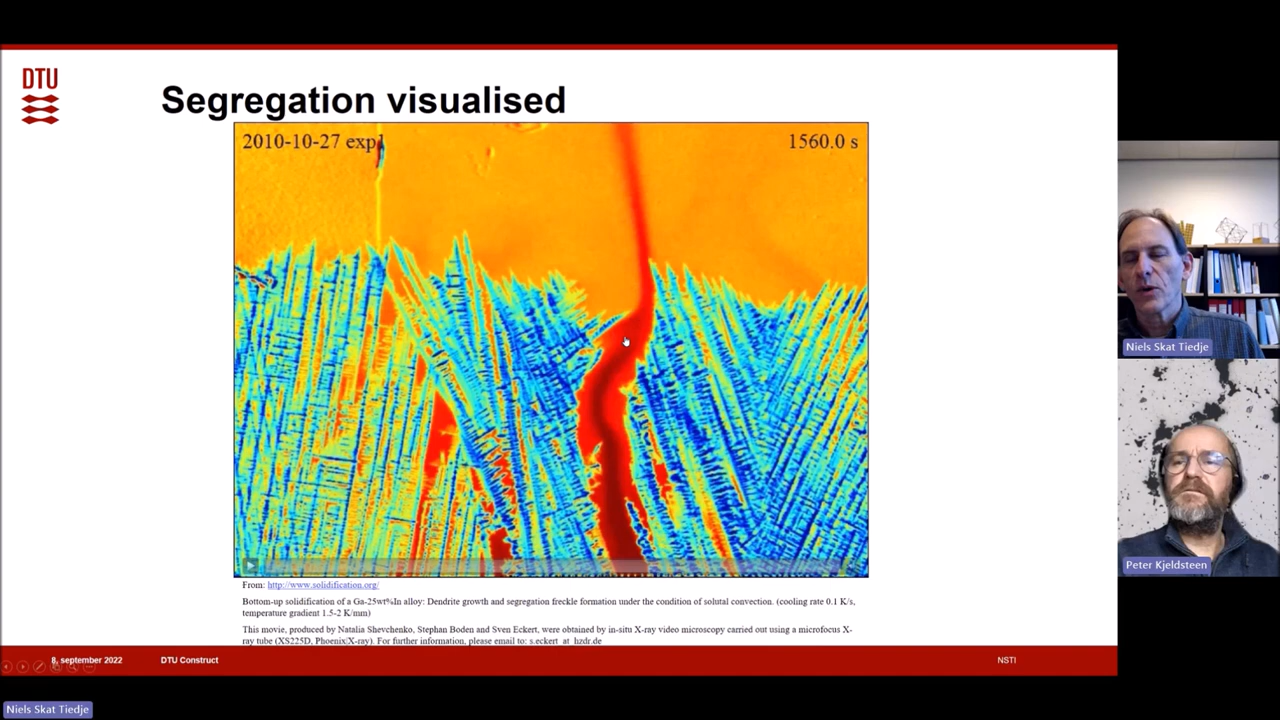 DTU
Segregation visualised
2010-10-27 exp1
1560.0 s
From: http://www.solidification.org/
Bottom-up solidification of a Ga-25wt%In alloy: Dendrite growth and segregation freckle formation under the condition of solutal convection. (cooling rate 0.1 K/s,
temperature gradient 1.5-2 K/mm)
This movie, produced by Natalia Shevchenko, Stephan Boden and Sven Eckert, were obtained by in-situ X-ray video microscopy carried out using a microfocus X-
ray tube (XS225D, Phoenix|X-ray). For further information, please email to: s.eckert_at_hzdr.de
8. september 2022
DTU Construct
NSTI
Niels Skat Tiedje
Peter Kjeldsteen
Niels Skat Tiedje